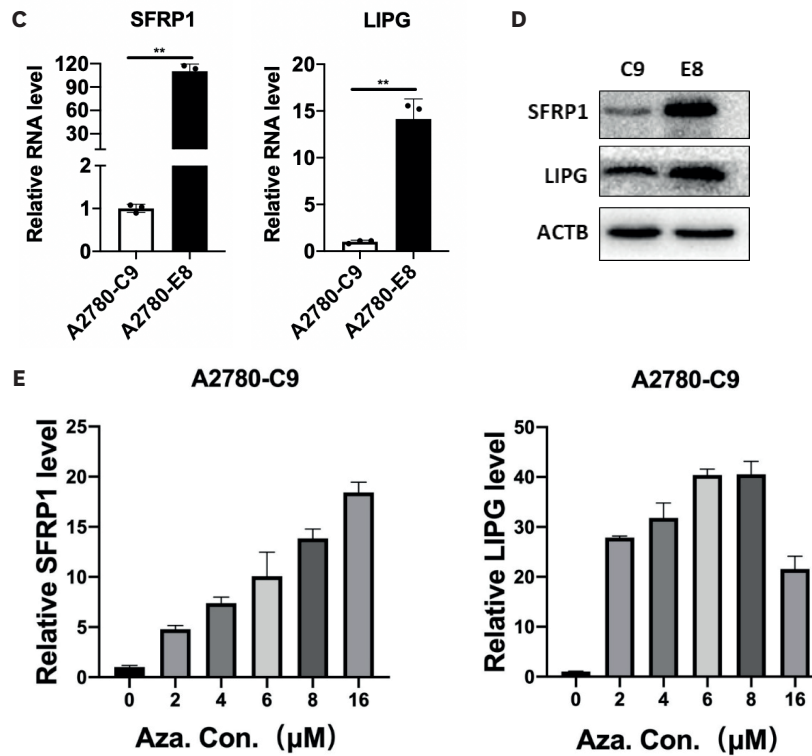 C
SFRP1
Relative RNA level
120
90
60
30
2
1
0
**
A2780-C9
A2780-E8
LIPG
Relative RNA level
20
15
10
5
0
**
A2780-C9
A2780-E8
D
C9 E8
SFRP1
LIPG
ACTB
E
A2780-C9
Relative SFRP1 level
25
20
15
10
5
0
0 2 4 6 8 16
Aza. Con. (μM)
A2780-C9
Relative LIPG level
50
40
30
20
10
0
0 2 4 6 8 16
Aza. Con. (μM)